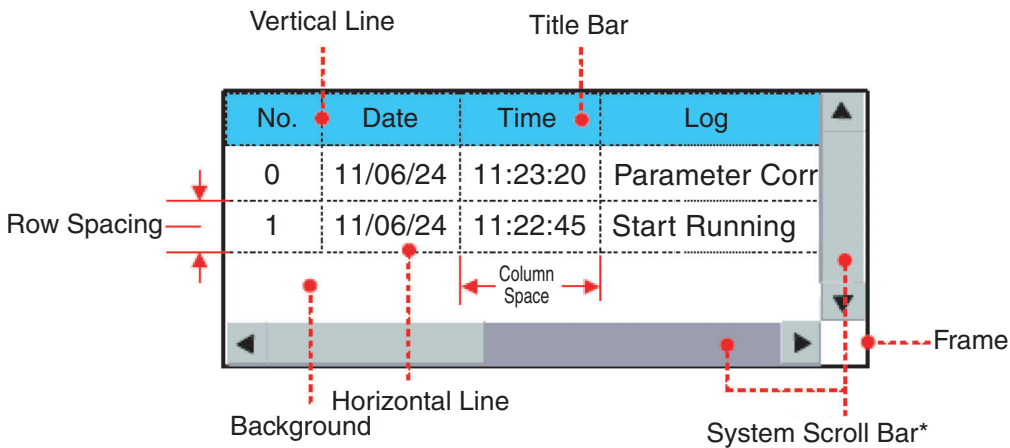 Vertical Line
Title Bar
No. Date Time Log
0 11/06/24 11:23:20 Parameter Corr
Row Spacing
1 11/06/24 11:22:45 Start Running
Column
Space
Frame
Horizontal Line
Background
System Scroll Bar*